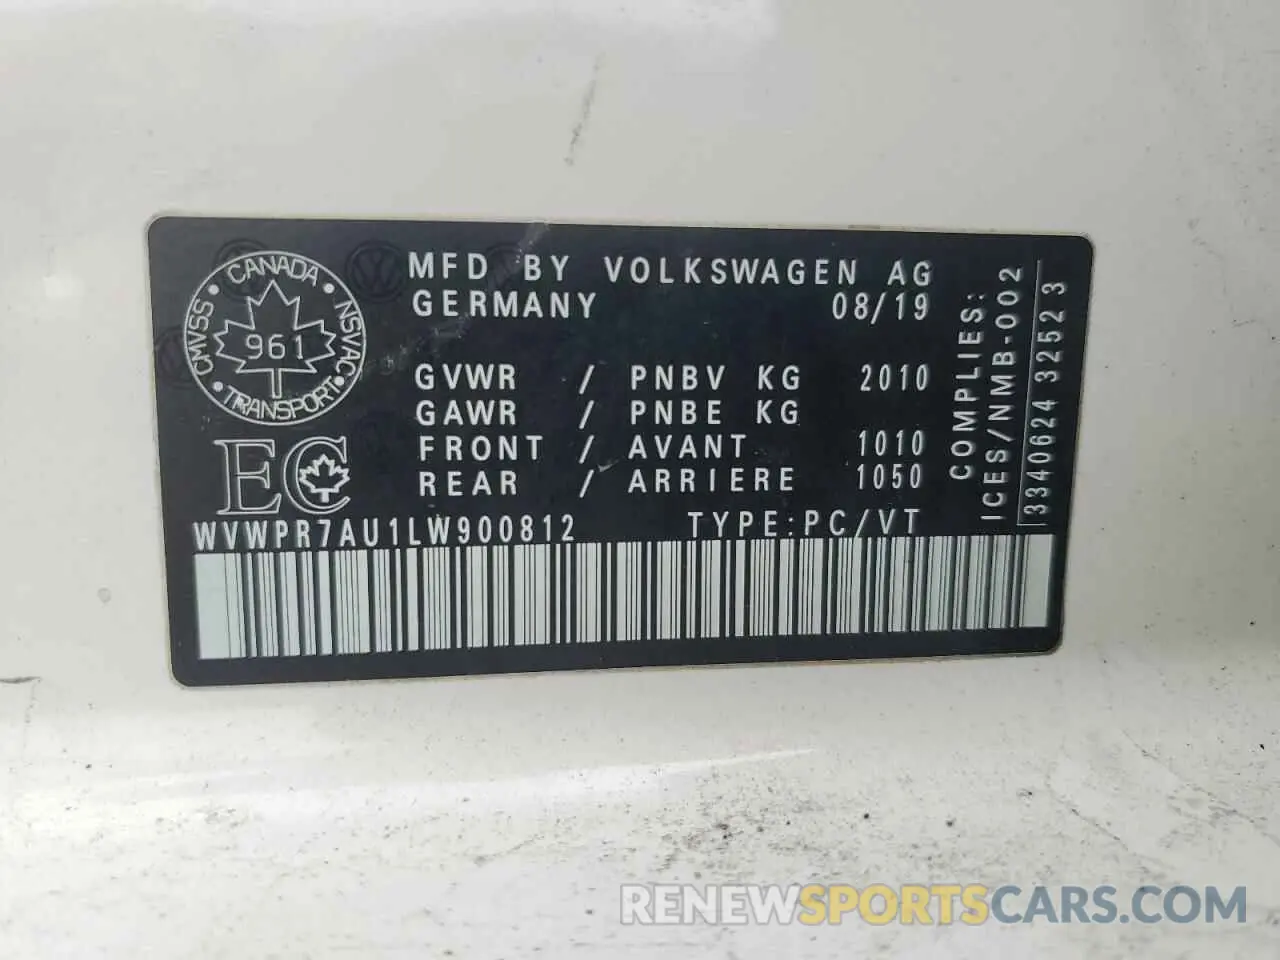 CANADA
CMVSS
NSVAC
961
TRANSPORT
EC
MFD BY VOLKSWAGEN AG
GERMANY 08/19
GVWR / PNBV KG 2010
GAWR / PNBE KG
FRONT / AVANT 1010
REAR / ARRIERE 1050
WVWPR7AU1LW900812 TYPE:PC/VT
COMPLIES:
ICES/NMB-002
3340624 32523
RENEWSPORTSCARS.COM